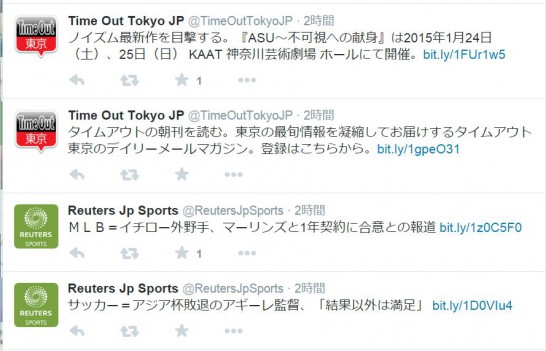 Time Out Tokyo JP @TimeOutTokyoJP · 2時間
ノイズム最新作を目撃する。『ASU～不可視への献身』は2015年1月24日
（土）、25日（日） KAAT 神奈川芸術劇場 ホールにて開催。bit.ly/1FUr1w5
1
Time Out
東京
Time Out Tokyo JP @TimeOutTokyoJP · 2時間
タイムアウトの朝刊を読む。東京の最旬情報を凝縮してお届けするタイムアウト
東京のデイリーメールマガジン。登録はこちらから。bit.ly/1gpeO31
1
Time Out
東京
Reuters Jp Sports @ReutersJpSports · 2時間
ＭＬＢ＝イチロー外野手、マーリンズと1年契約に合意との報道 bit.ly/1z0C5F0
REUTERS
SPORTS
Reuters Jp Sports @ReutersJpSports · 2時間
サッカー＝アジア杯敗退のアギーレ監督、「結果以外は満足」 bit.ly/1D0VIu4
REUTERS
SPORTS